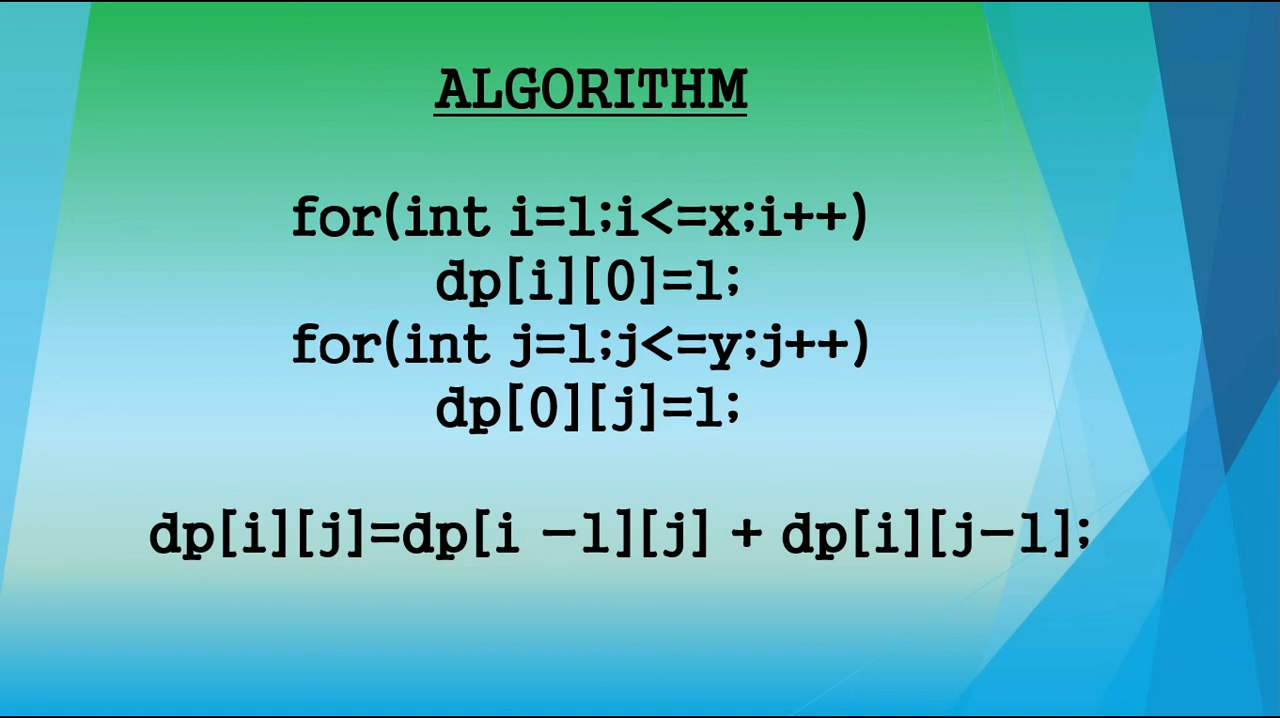 ALGORITHM
for(int i=1;i<=x;i++)
dp[i][0]=1;
for(int j=1;j<=y;j++)
dp[0][j]=1;
dp[i][j]=dp[i −1][j] + dp[i][j−1];